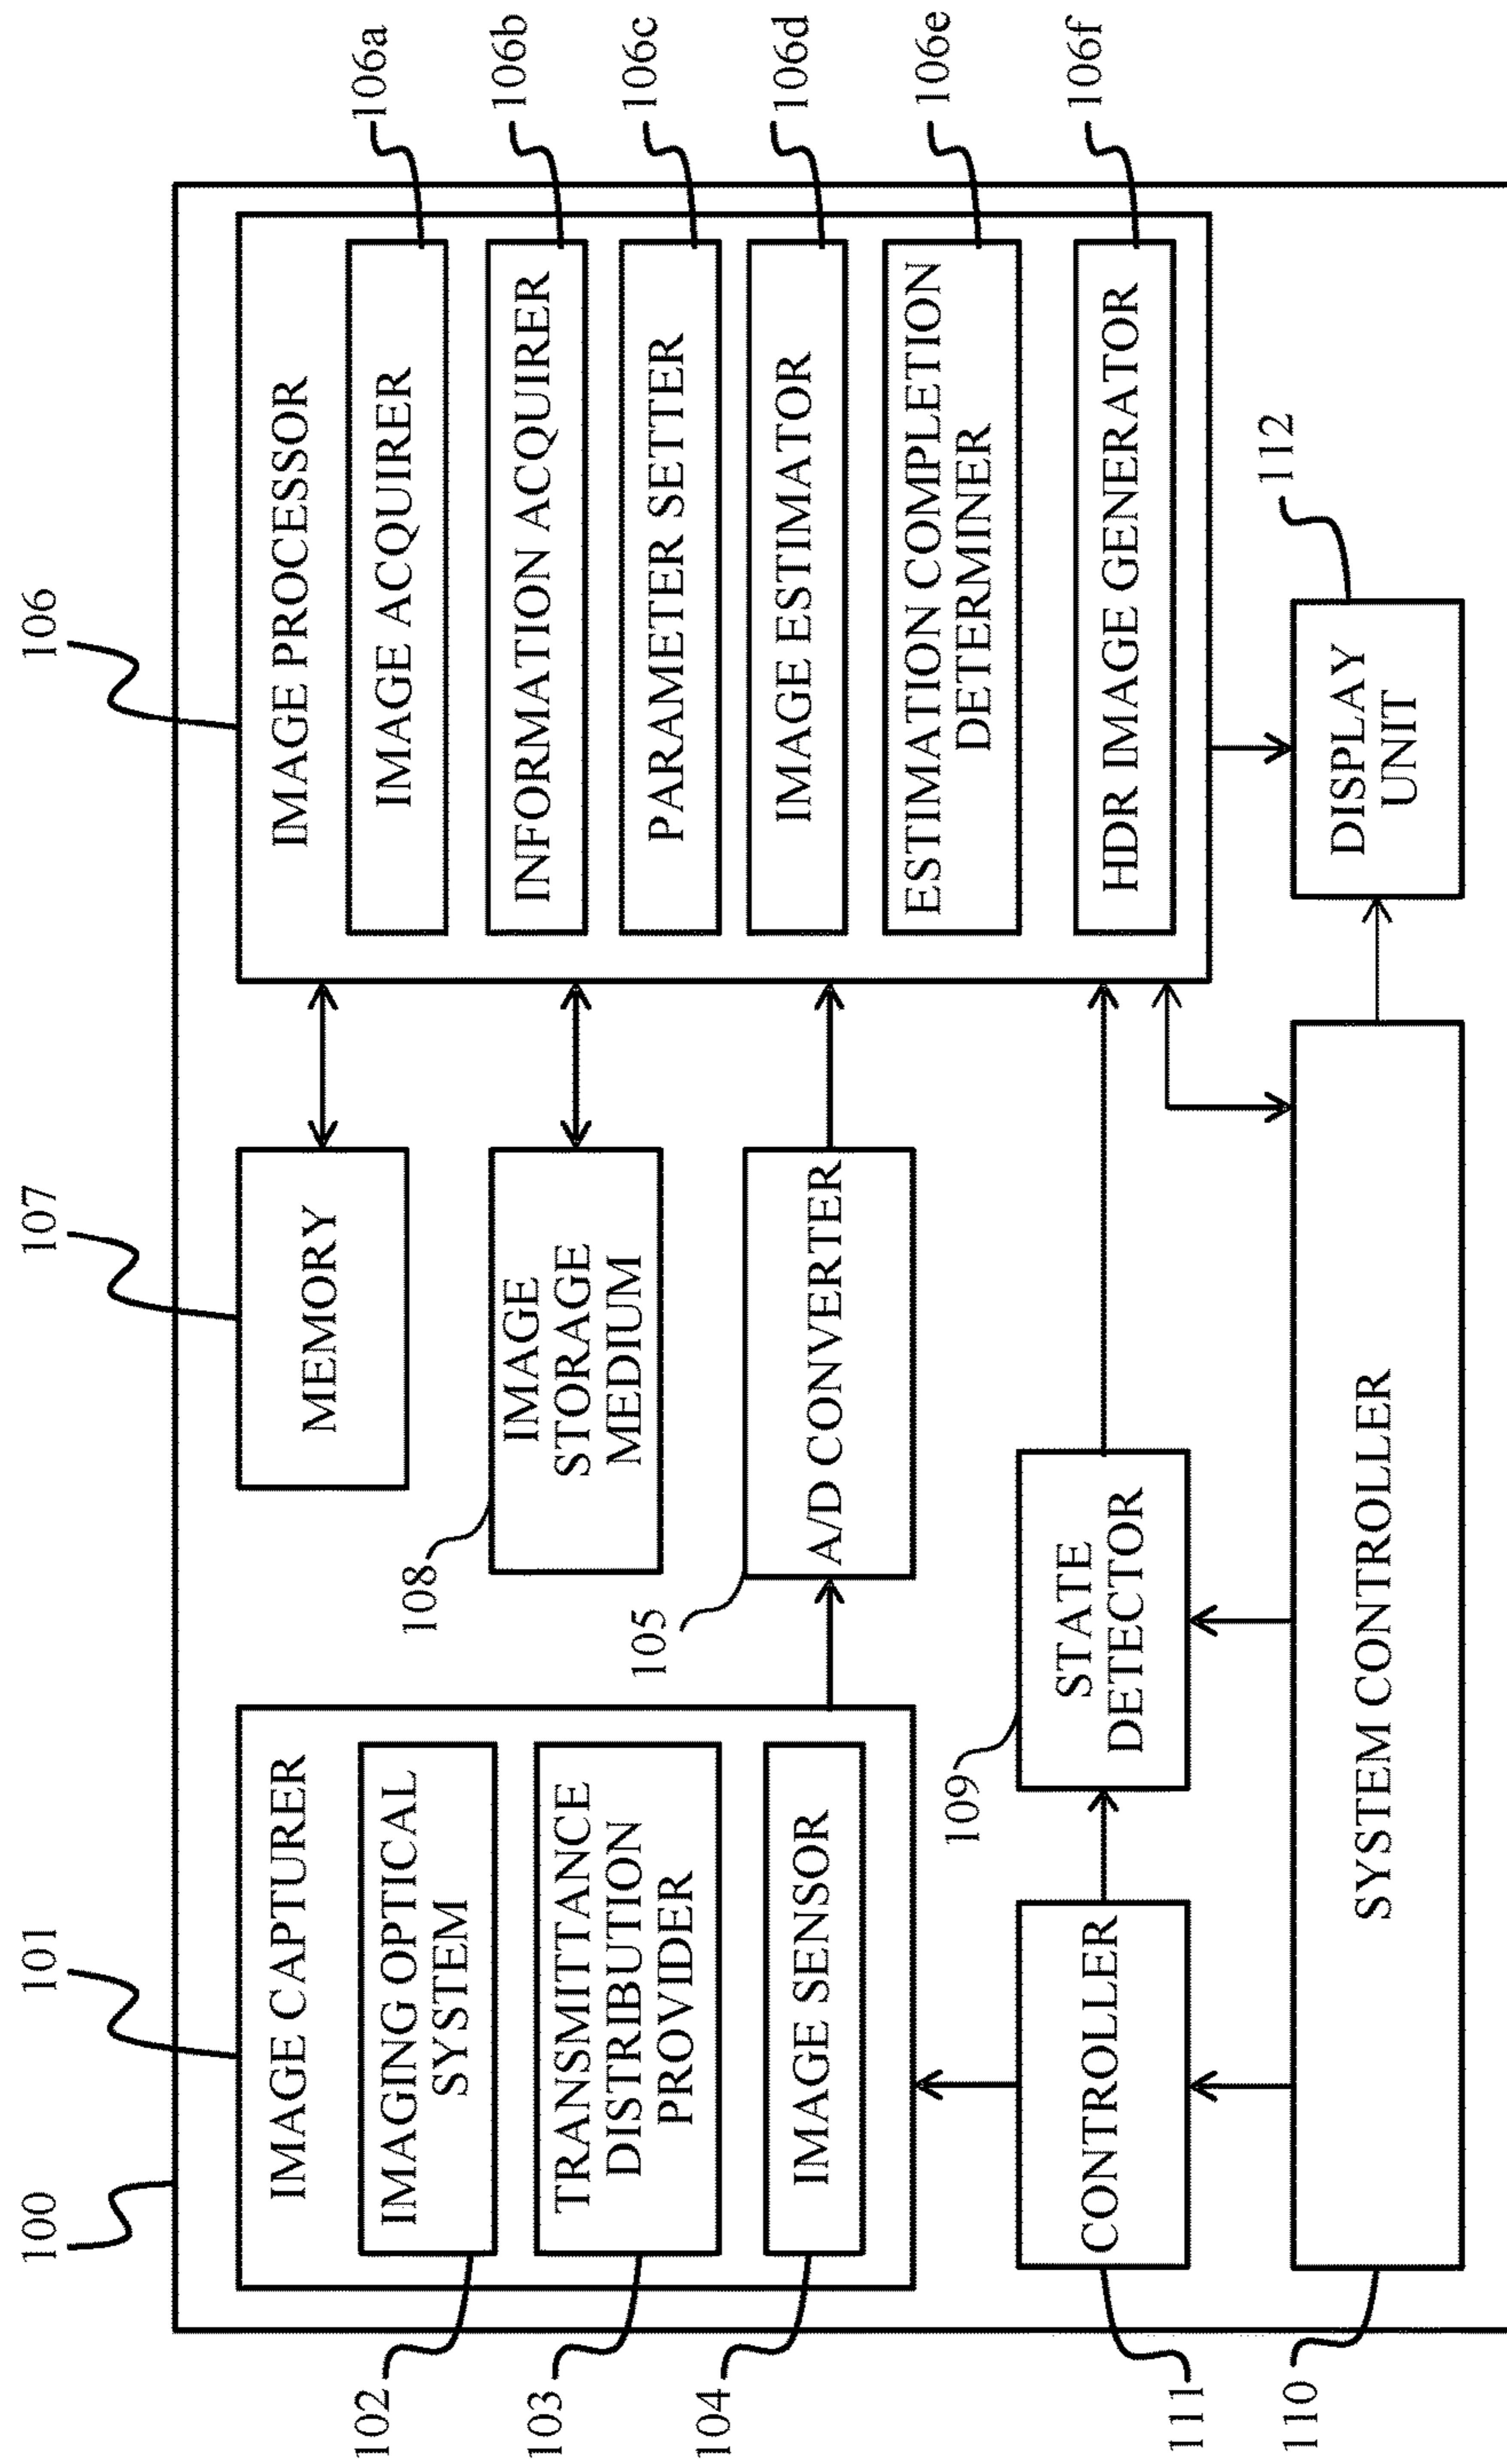 100
101
107
106
IMAGE CAPTURER
IMAGING OPTICAL
SYSTEM
102
TRANSMITTANCE
DISTRIBUTION
PROVIDER
103
IMAGE SENSOR
104
MEMORY
108
IMAGE
STORAGE
MEDIUM
105
A/D CONVERTER
IMAGE PROCESSOR
IMAGE ACQUIRER
106a
INFORMATION ACQUIRER
106b
PARAMETER SETTER
106c
IMAGE ESTIMATOR
106d
ESTIMATION COMPLETION
DETERMINER
106e
HDR IMAGE GENERATOR
106f
CONTROLLER
111
109
STATE
DETECTOR
SYSTEM CONTROLLER
110
DISPLAY
UNIT
112